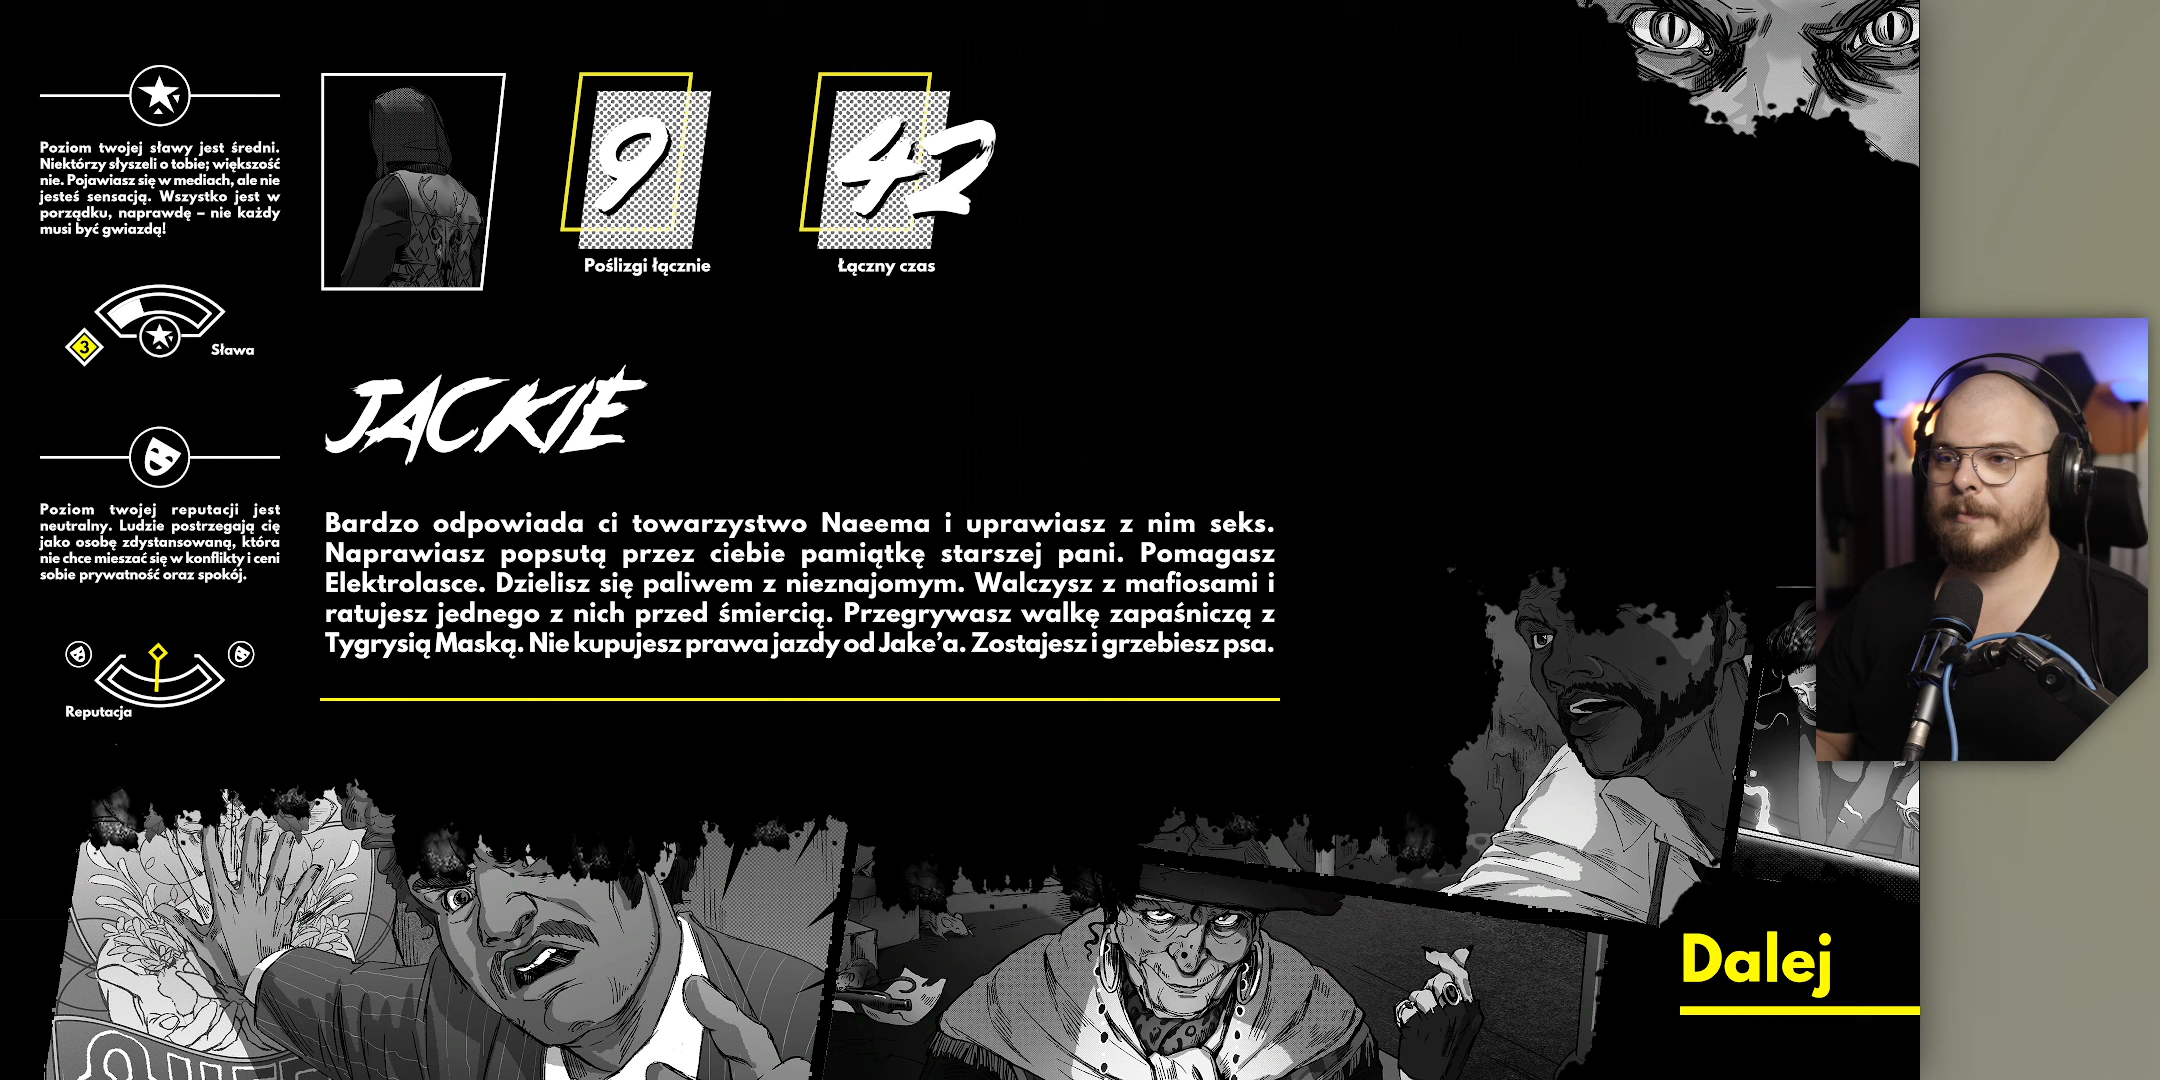 Poziom twojej sławy jest średni.
Niektórzy słyszeli o tobie; większość
nie. Pojawiasz się w mediach, ale nie
jesteś sensacją. Wszystko jest w
porządku, naprawdę – nie każdy
musi być gwiazdą!
3
Sława
Poziom twojej reputacji jest
neutralny. Ludzie postrzegają cię
jako osobę zdystansowaną, która
nie chce mieszać się w konflikty i ceni
sobie prywatność oraz spokój.
Reputacja
9
Poślizgi łącznie
42
Łączny czas
JACKIE
Bardzo odpowiada ci towarzystwo Naeema i uprawiasz z nim seks.
Naprawiasz popsutą przez ciebie pamiątkę starszej pani. Pomagasz
Elektrolasce. Dzielisz się paliwem z nieznajomym. Walczysz z mafiosami i
ratujesz jednego z nich przed śmiercią. Przegrywasz walkę zapaśniczą z
Tygrysią Maską. Nie kupujesz prawa jazdy od Jake’a. Zostajesz i grzebiesz psa.
Dalej